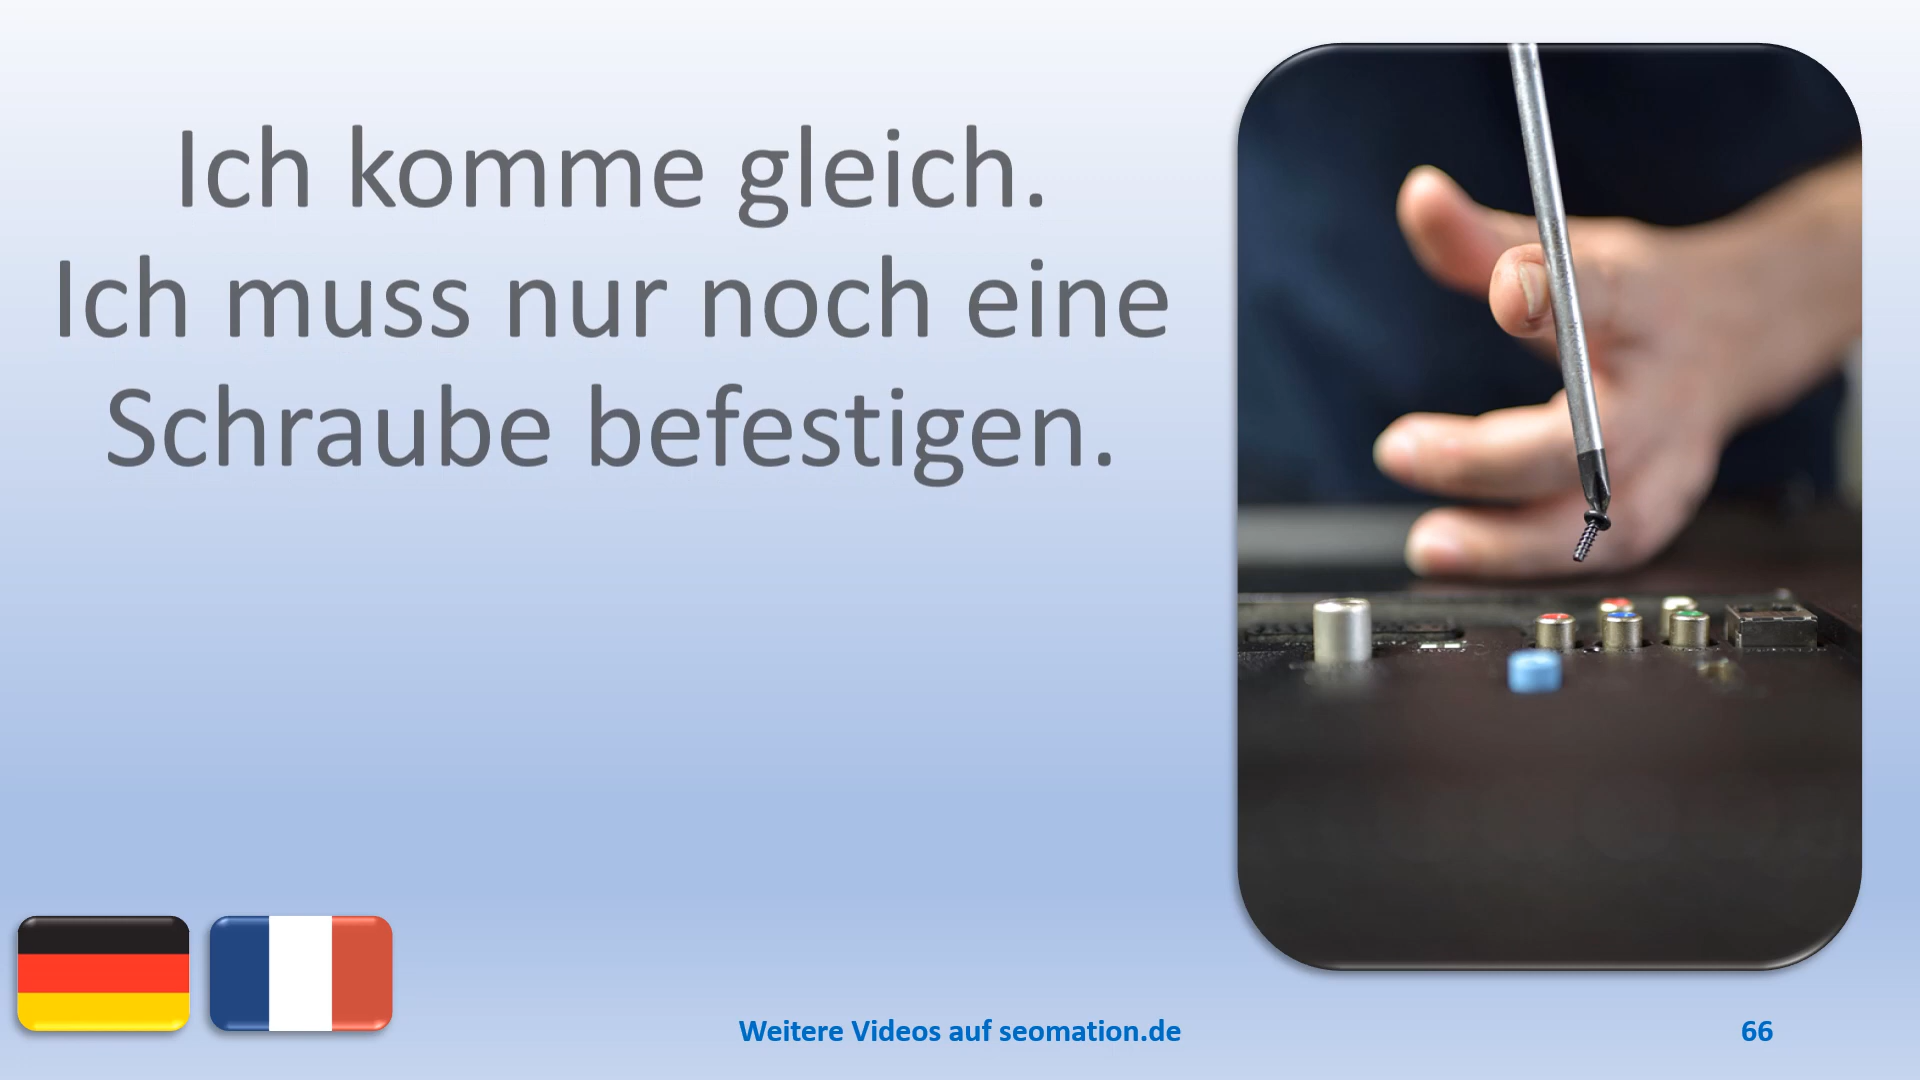 Ich komme gleich.
Ich muss nur noch eine
Schraube befestigen.
Weitere Videos auf seomation.de
66